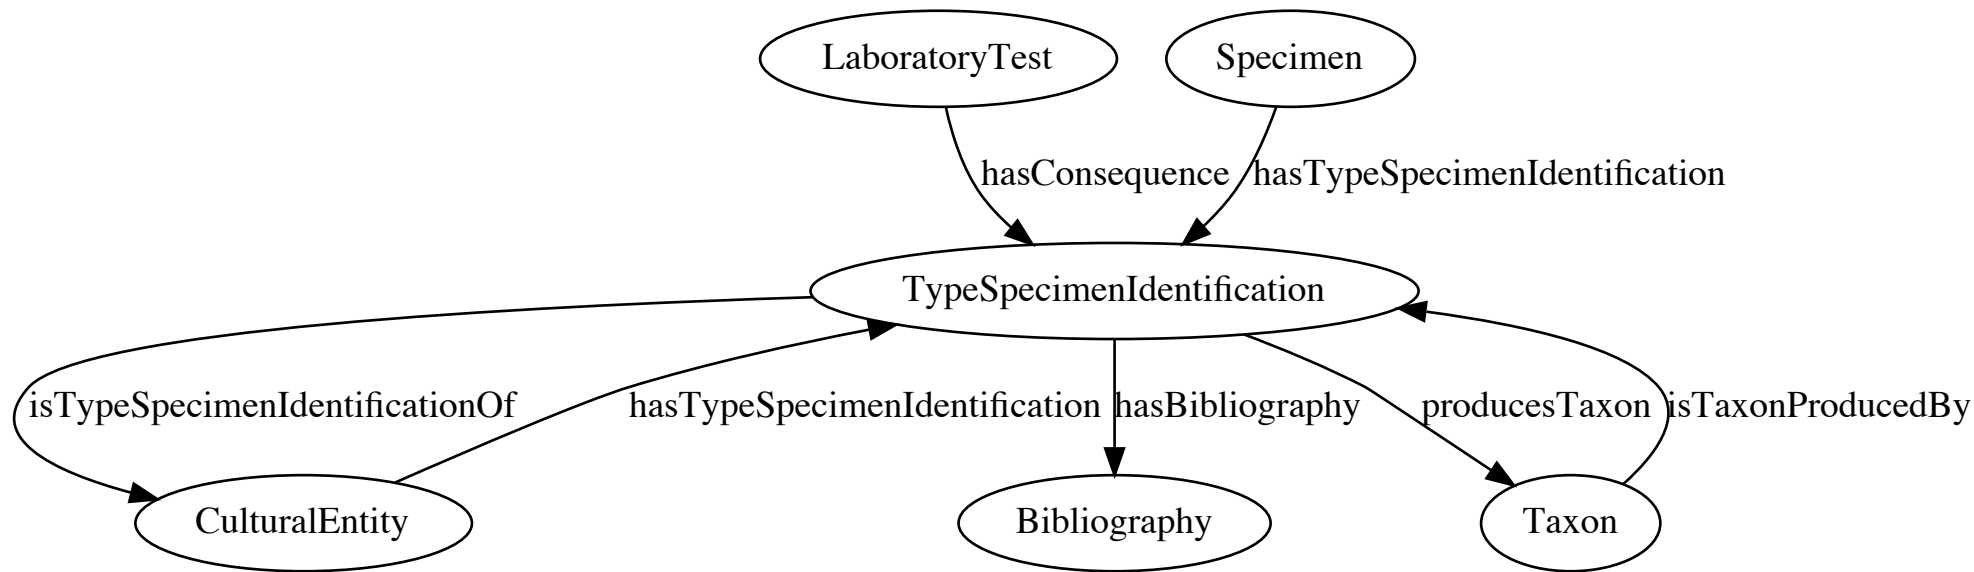 LaboratoryTest
Specimen
hasConsequence
hasTypeSpecimenIdentification
TypeSpecimenIdentification
isTypeSpecimenIdentificationOf
hasTypeSpecimenIdentification
hasBibliography
producesTaxon
isTaxonProducedBy
CulturalEntity
Bibliography
Taxon